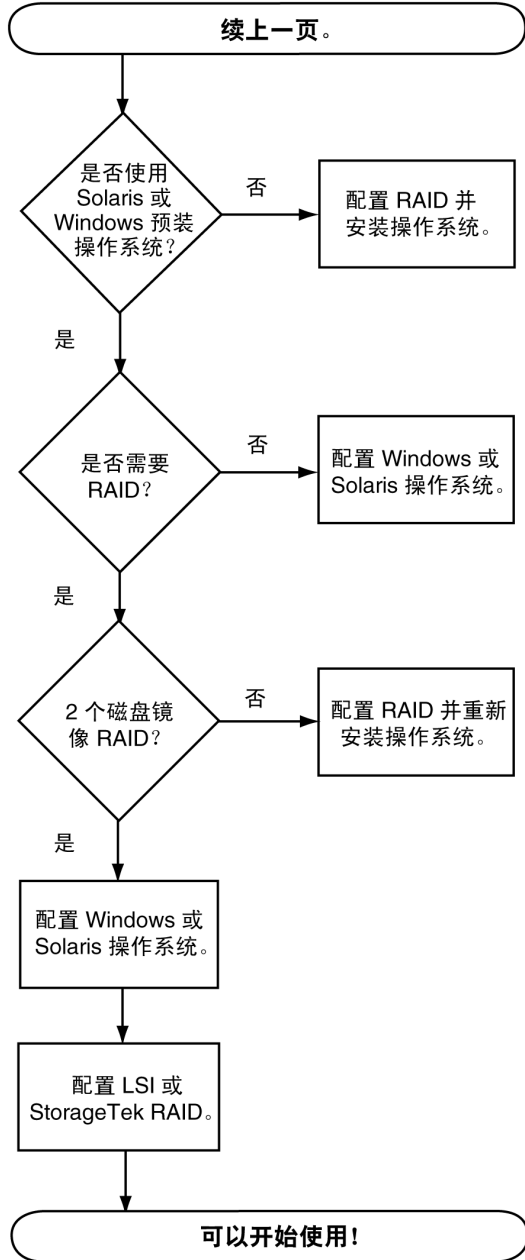 续上一页。
是否使用
Solaris 或
Windows 预装
操作系统？
否
配置 RAID 并
安装操作系统。
是
是否需要
RAID？
否
配置 Windows 或
Solaris 操作系统。
是
2 个磁盘镜
像 RAID？
否
配置 RAID 并重新
安装操作系统。
是
配置 Windows 或
Solaris 操作系统。
配置 LSI 或
StorageTek RAID。
可以开始使用！